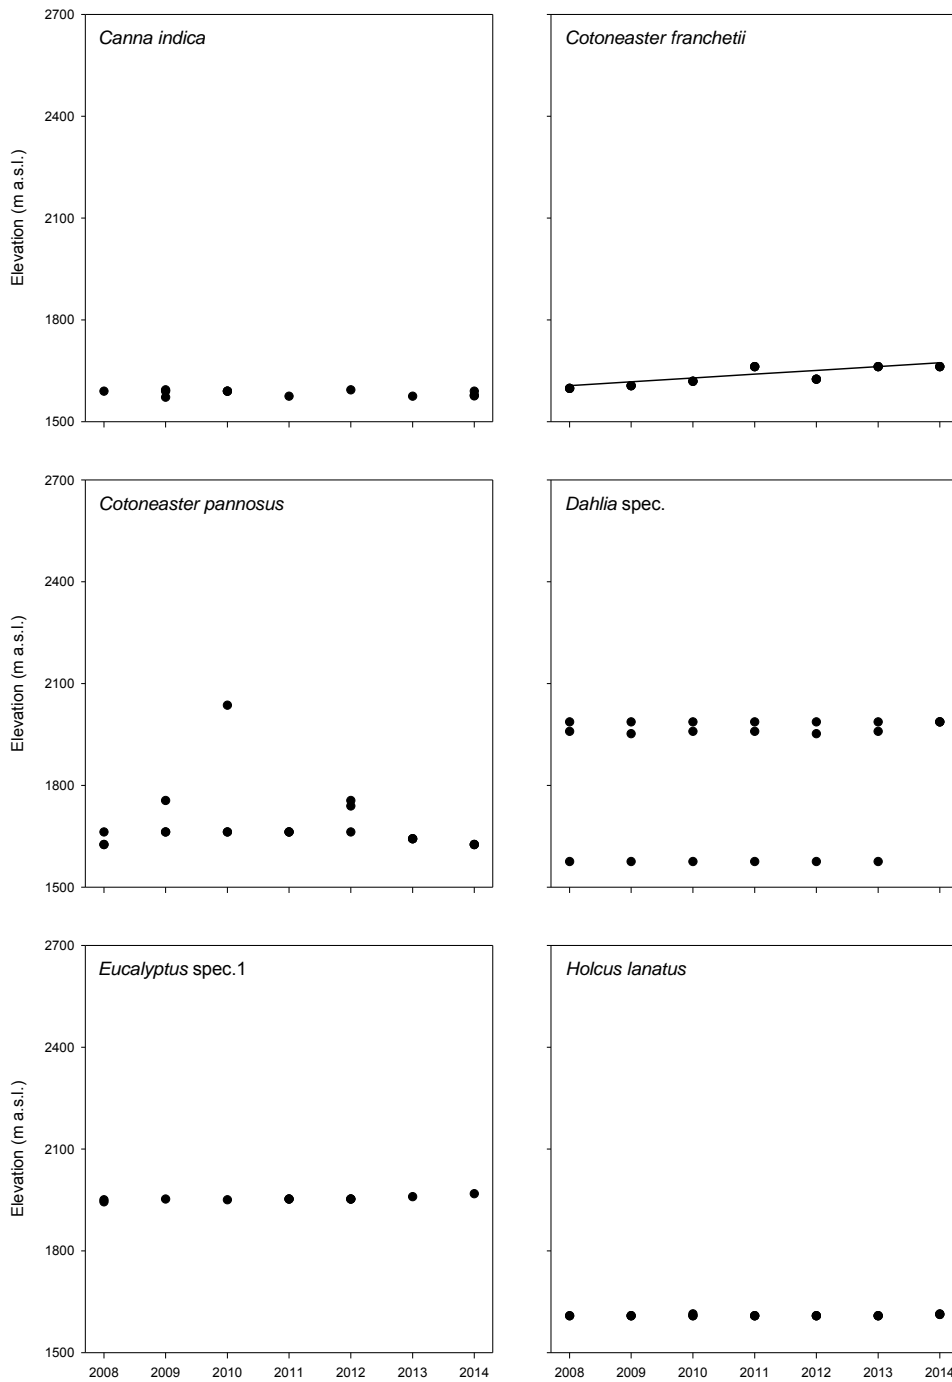 2700
Canna indica
Cotoneaster franchetii
2400
2100
1800
1500
Elevation (m a.s.l.)
2700
Cotoneaster pannosus
Dahlia spec.
2400
2100
1800
1500
Elevation (m a.s.l.)
2700
Eucalyptus spec.1
Holcus lanatus
2400
2100
1800
1500
Elevation (m a.s.l.)
2008 2009 2010 2011 2012 2013 2014
2008 2009 2010 2011 2012 2013 2014